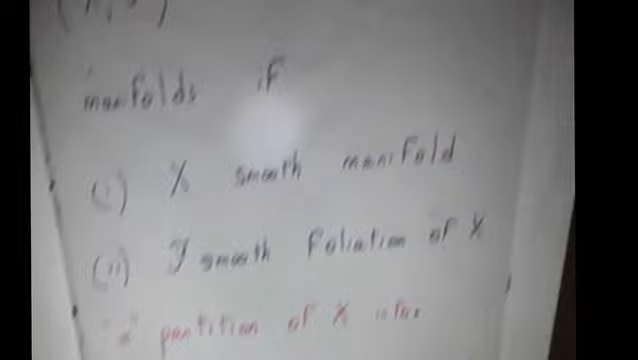 manifolds if
(i) X smooth manifold
(ii) F smooth foliation of X
"a" partition of X into